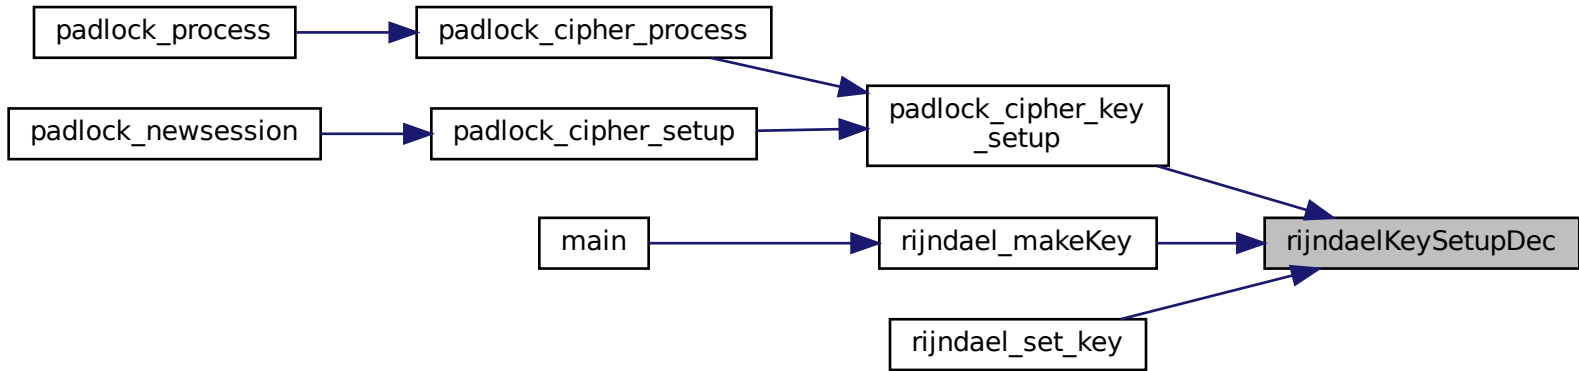 padlock_process
padlock_cipher_process
padlock_newsession
padlock_cipher_setup
padlock_cipher_key
_setup
main
rijndael_makeKey
rijndaelKeySetupDec
rijndael_set_key